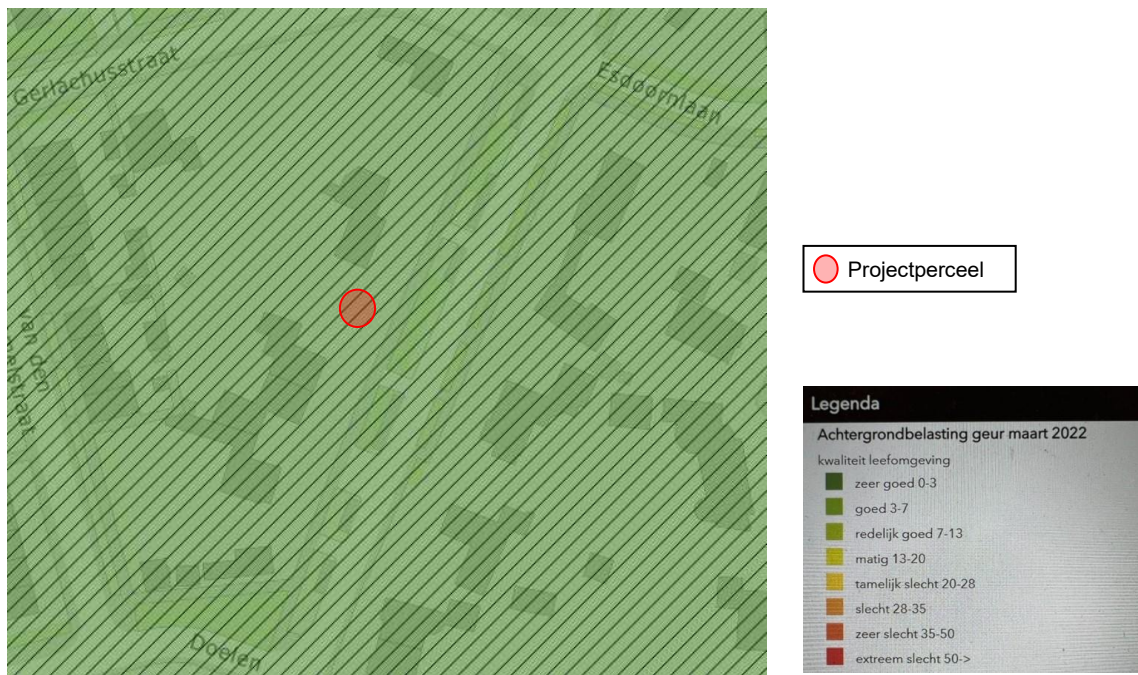 Gerlachusstraat
Esdoornlaan
van den
Doelen
Projectperceel
Legenda
Achtergrondbelasting geur maart 2022
kwaliteit leefomgeving
zeer goed 0-3
goed 3-7
redelijk goed 7-13
matig 13-20
tamelijk slecht 20-28
slecht 28-35
zeer slecht 35-50
extreem slecht 50->